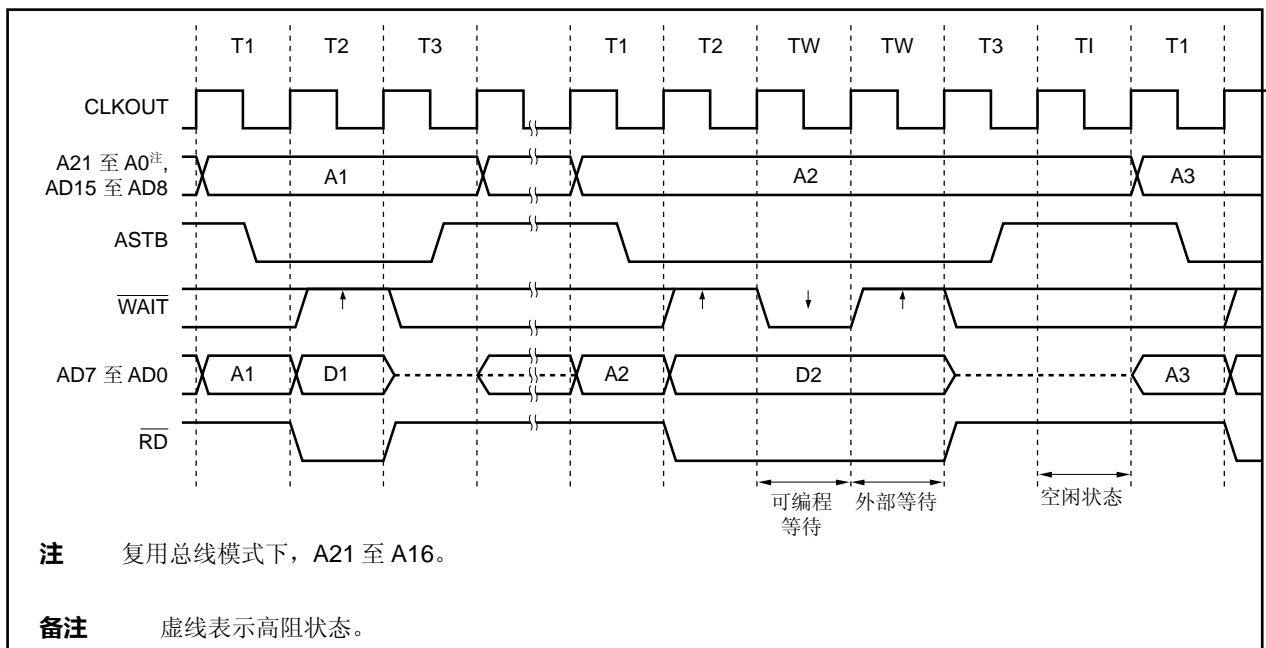 T1 T2 T3 T1 T2 TW TW T3 TI T1
CLKOUT
A21 至 A0注,
AD15 至 AD8
A1 A2 A3
ASTB
WAIT
AD7 至 AD0 A1 D1 A2 D2 A3
RD
可编程
等待
外部等待
空闲状态
注 复用总线模式下，A21 至 A16。
备注 虚线表示高阻状态。